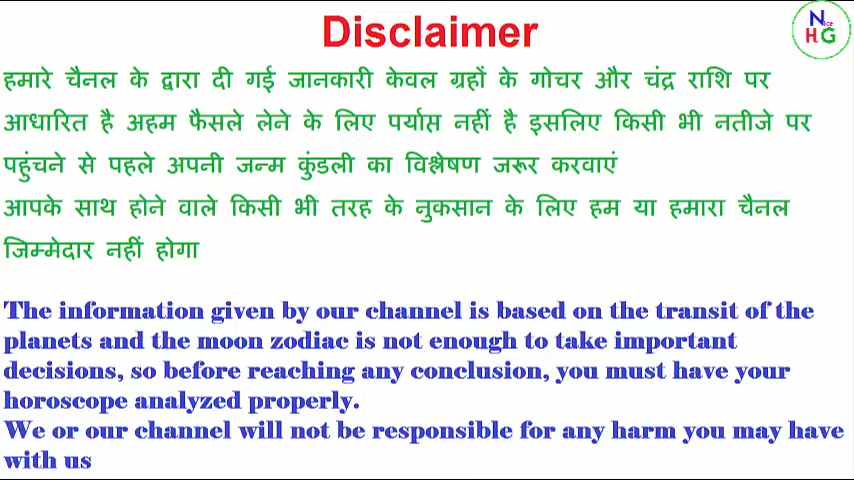 Disclaimer
Nice
HG
हमारे चैनल के द्वारा दी गई जानकारी केवल ग्रहों के गोचर और चंद्र राशि पर
आधारित है अहम फैसले लेने के लिए पर्याप्त नहीं है इसलिए किसी भी नतीजे पर
पहुंचने से पहले अपनी जन्म कुंडली का विश्लेषण जरूर करवाएं
आपके साथ होने वाले किसी भी तरह के नुकसान के लिए हम या हमारा चैनल
जिम्मेदार नहीं होगा
The information given by our channel is based on the transit of the
planets and the moon zodiac is not enough to take important
decisions, so before reaching any conclusion, you must have your
horoscope analyzed properly.
We or our channel will not be responsible for any harm you may have
with us